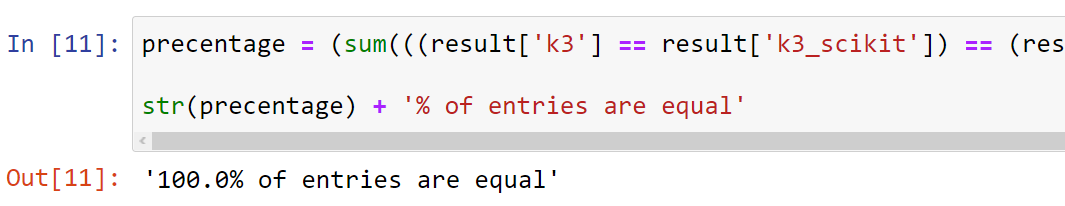 In [11]: precentage = (sum(((result['k3'] == result['k3_scikit']) == (res
str(precentage) + '% of entries are equal'
Out[11]: '100.0% of entries are equal'